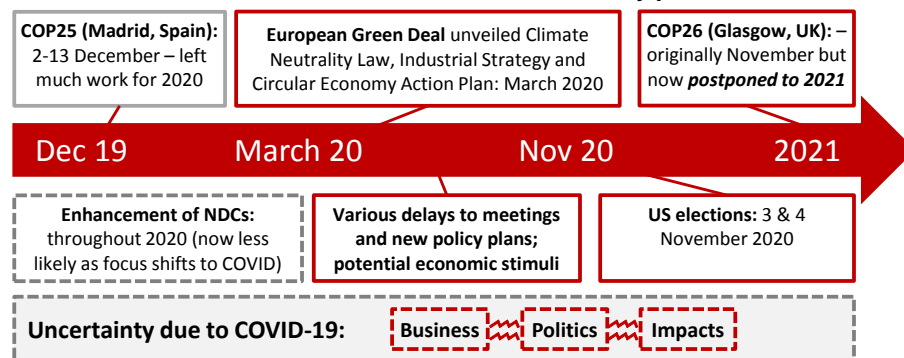 COP25 (Madrid, Spain):
2-13 December – left
much work for 2020
European Green Deal unveiled Climate
Neutrality Law, Industrial Strategy and
Circular Economy Action Plan: March 2020
COP26 (Glasgow, UK): –
originally November but
now postponed to 2021
Dec 19
March 20
Nov 20
2021
Enhancement of NDCs:
throughout 2020 (now less
likely as focus shifts to COVID)
Various delays to meetings
and new policy plans;
potential economic stimuli
US elections: 3 & 4
November 2020
Uncertainty due to COVID-19:
Business
Politics
Impacts